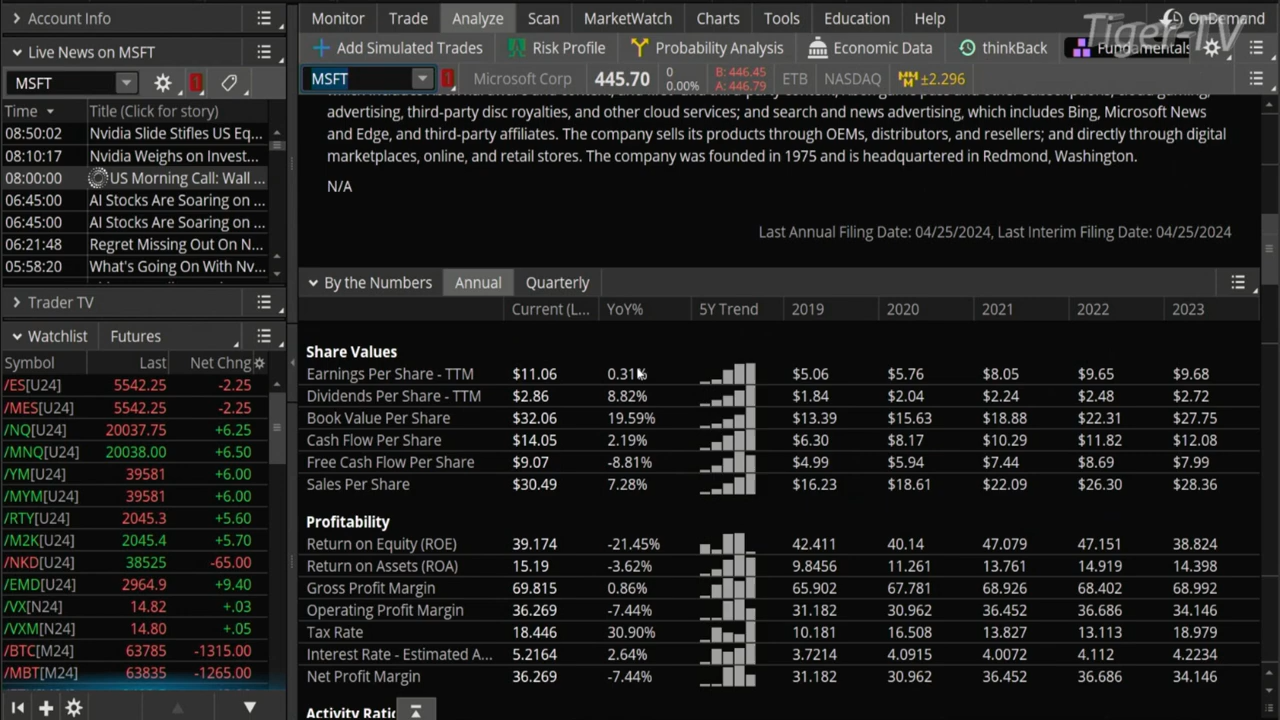 Account Info
Live News on MSFT
MSFT
Time Title (Click for story)
08:50:02 Nvidia Slide Stifles US Eq...
08:10:17 Nvidia Weighs on Invest...
08:00:00 US Morning Call: Wall ...
06:45:00 AI Stocks Are Soaring on ...
06:45:00 AI Stocks Are Soaring on ...
06:21:48 Regret Missing Out On N...
05:58:20 What's Going On With Nv...
Trader TV
Watchlist Futures
Symbol Last Net Chng
/ES[U24] 5542.25 -2.25
/MES[U24] 5542.25 -2.25
/NQ[U24] 20037.75 +6.25
/MNQ[U24] 20038.00 +6.50
/YM[U24] 39581 +6.00
/MYM[U24] 39581 +6.00
/RTY[U24] 2045.3 +5.60
/M2K[U24] 2045.4 +5.70
/NKD[U24] 38525 -65.00
/EMD[U24] 2964.9 +9.40
/VX[N24] 14.82 +.03
/VXM[N24] 14.80 +.05
/BTC[M24] 63785 -1315.00
/MBT[M24] 63835 -1265.00
Monitor Trade Analyze Scan MarketWatch Charts Tools Education Help OnDemand
Tiger-TV
Add Simulated Trades Risk Profile Probability Analysis Economic Data thinkBack Fundamentals
MSFT 1 Microsoft Corp 445.70 0 0.00% B: 446.45 A: 446.79 ETB NASDAQ ±2.296
advertising, third-party disc royalties, and other cloud services; and search and news advertising, which includes Bing, Microsoft News
and Edge, and third-party affiliates. The company sells its products through OEMs, distributors, and resellers; and directly through digital
marketplaces, online, and retail stores. The company was founded in 1975 and is headquartered in Redmond, Washington.
N/A
Last Annual Filing Date: 04/25/2024, Last Interim Filing Date: 04/25/2024
By the Numbers Annual Quarterly
Current (L... YoY% 5Y Trend 2019 2020 2021 2022 2023
Share Values
Earnings Per Share - TTM $11.06 0.31% $5.06 $5.76 $8.05 $9.65 $9.68
Dividends Per Share - TTM $2.86 8.82% $1.84 $2.04 $2.24 $2.48 $2.72
Book Value Per Share $32.06 19.59% $13.39 $15.63 $18.88 $22.31 $27.75
Cash Flow Per Share $14.05 2.19% $6.30 $8.17 $10.29 $11.82 $12.08
Free Cash Flow Per Share $9.07 -8.81% $4.99 $5.94 $7.44 $8.69 $7.99
Sales Per Share $30.49 7.28% $16.23 $18.61 $22.09 $26.30 $28.36
Profitability
Return on Equity (ROE) 39.174 -21.45% 42.411 40.14 47.079 47.151 38.824
Return on Assets (ROA) 15.19 -3.62% 9.8456 11.261 13.761 14.919 14.398
Gross Profit Margin 69.815 0.86% 65.902 67.781 68.926 68.402 68.992
Operating Profit Margin 36.269 -7.44% 31.182 30.962 36.452 36.686 34.146
Tax Rate 18.446 30.90% 10.181 16.508 13.827 13.113 18.979
Interest Rate - Estimated A... 5.2164 2.64% 3.7214 4.0915 4.0072 4.112 4.2234
Net Profit Margin 36.269 -7.44% 31.182 30.962 36.452 36.686 34.146
Activity Ratio